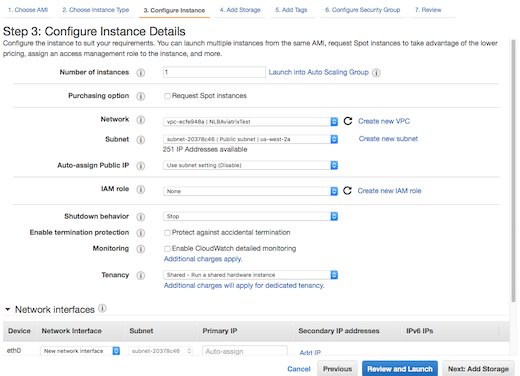 1. Choose AMI 2. Choose Instance Type 3. Configure Instance 4. Add Storage 5. Add Tags 6. Configure Security Group 7. Review
Step 3: Configure Instance Details
Configure the instance to suit your requirements. You can launch multiple instances from the same AMI, request Spot instances to take advantage of the lower
pricing, assign an access management role to the instance, and more.
Number of instances 1 Launch into Auto Scaling Group
Purchasing option Request Spot instances
Network vpc-ecfe948a | NLBAviatrixTest Create new VPC
Subnet subnet-20378c46 | Public subnet | us-west-2a Create new subnet
251 IP Addresses available
Auto-assign Public IP Use subnet setting (Disable)
IAM role None Create new IAM role
Shutdown behavior Stop
Enable termination protection Protect against accidental termination
Monitoring Enable CloudWatch detailed monitoring
Additional charges apply.
Tenancy Shared - Run a shared hardware instance
Additional charges will apply for dedicated tenancy.
Network interfaces
Device Network Interface Subnet Primary IP Secondary IP addresses IPv6 IPs
eth0 New network interface subnet-20378c46 Auto-assign Add IP
Cancel Previous Review and Launch Next: Add Storage